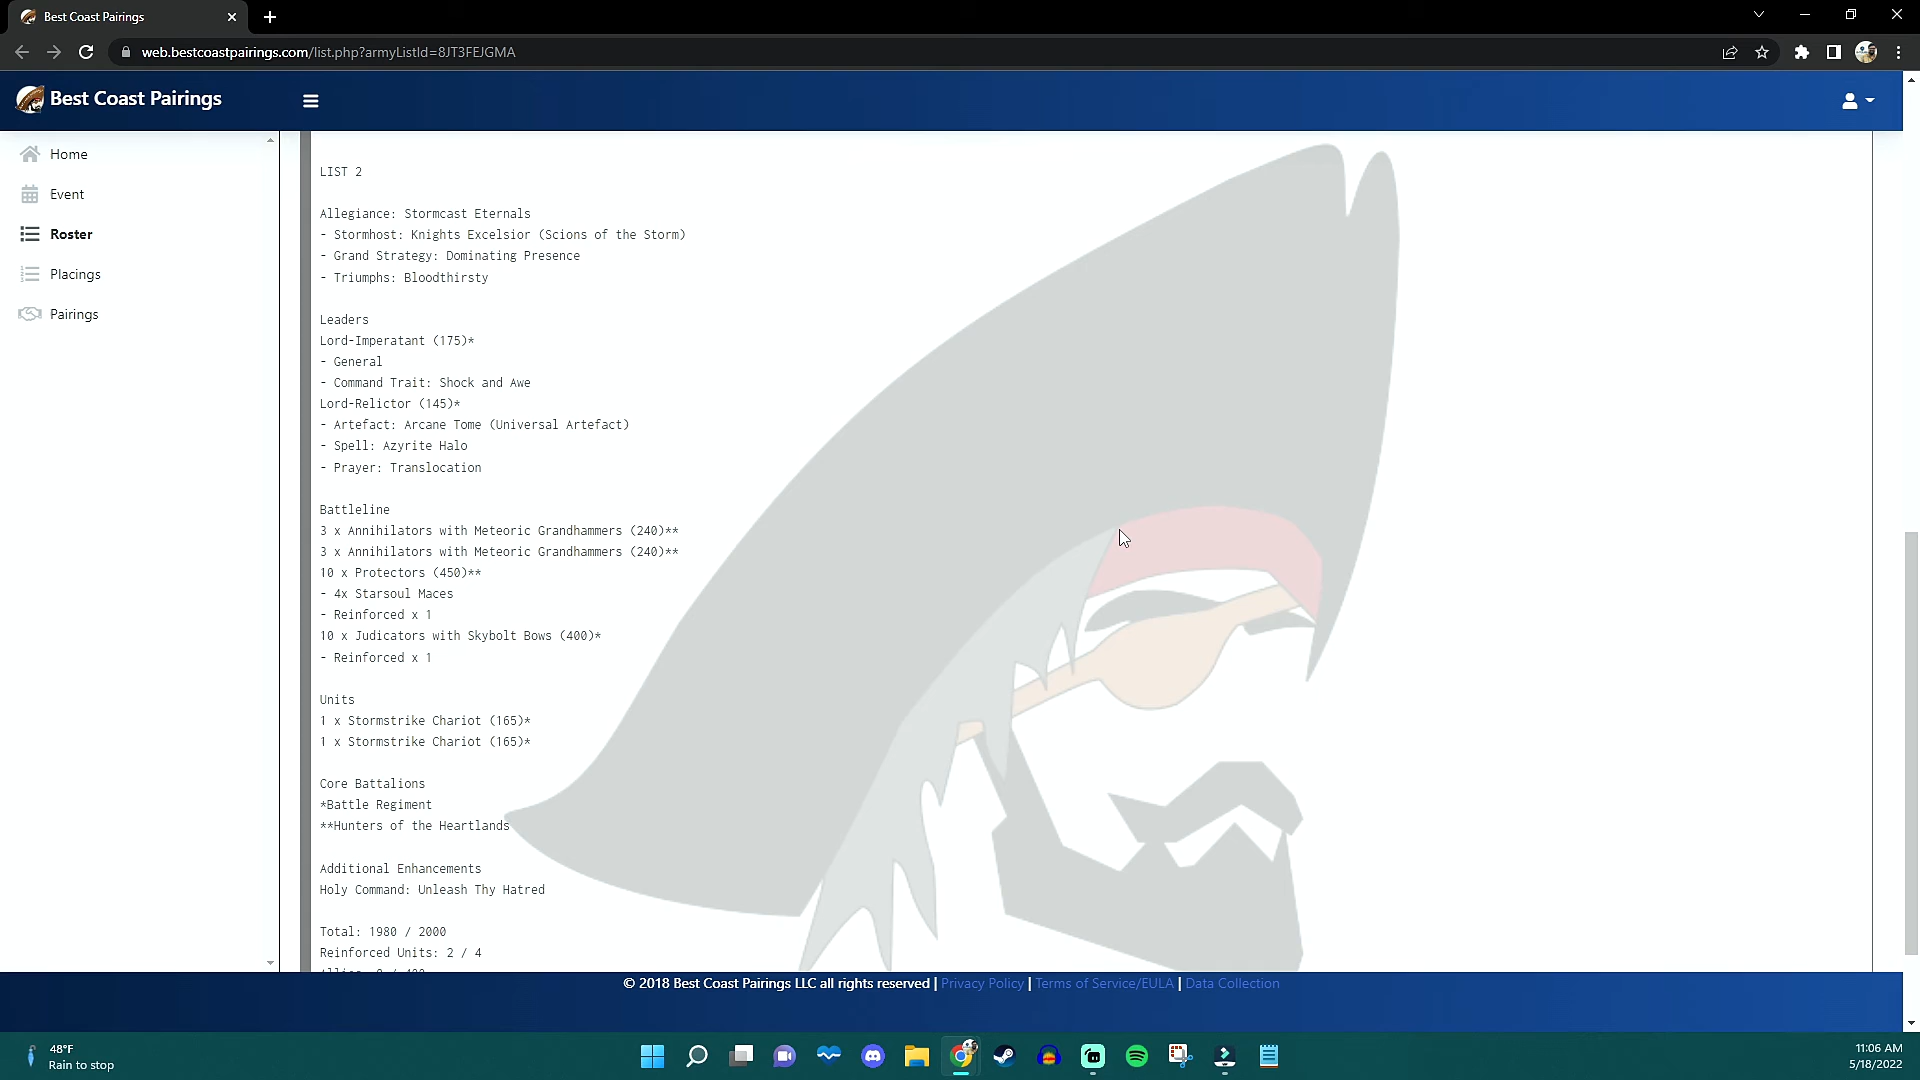 Best Coast Pairings
web.bestcoastpairings.com/list.php?armyListId=8JT3FEJGMA
Best Coast Pairings
Home
Event
Roster
Placings
Pairings
LIST 2
Allegiance: Stormcast Eternals
- Stormhost: Knights Excelsior (Scions of the Storm)
- Grand Strategy: Dominating Presence
- Triumphs: Bloodthirsty
Leaders
Lord-Imperatant (175)*
- General
- Command Trait: Shock and Awe
Lord-Relictor (145)*
- Artefact: Arcane Tome (Universal Artefact)
- Spell: Azyrite Halo
- Prayer: Translocation
Battleline
3 x Annihilators with Meteoric Grandhammers (240)**
3 x Annihilators with Meteoric Grandhammers (240)**
10 x Protectors (450)**
- 4x Starsoul Maces
- Reinforced x 1
10 x Judicators with Skybolt Bows (400)*
- Reinforced x 1
Units
1 x Stormstrike Chariot (165)*
1 x Stormstrike Chariot (165)*
Core Battalions
*Battle Regiment
**Hunters of the Heartlands
Additional Enhancements
Holy Command: Unleash Thy Hatred
Total: 1980 / 2000
Reinforced Units: 2 / 4
© 2018 Best Coast Pairings LLC all rights reserved | Privacy Policy | Terms of Service/EULA | Data Collection
48°F
Rain to stop
11:06 AM
5/18/2022